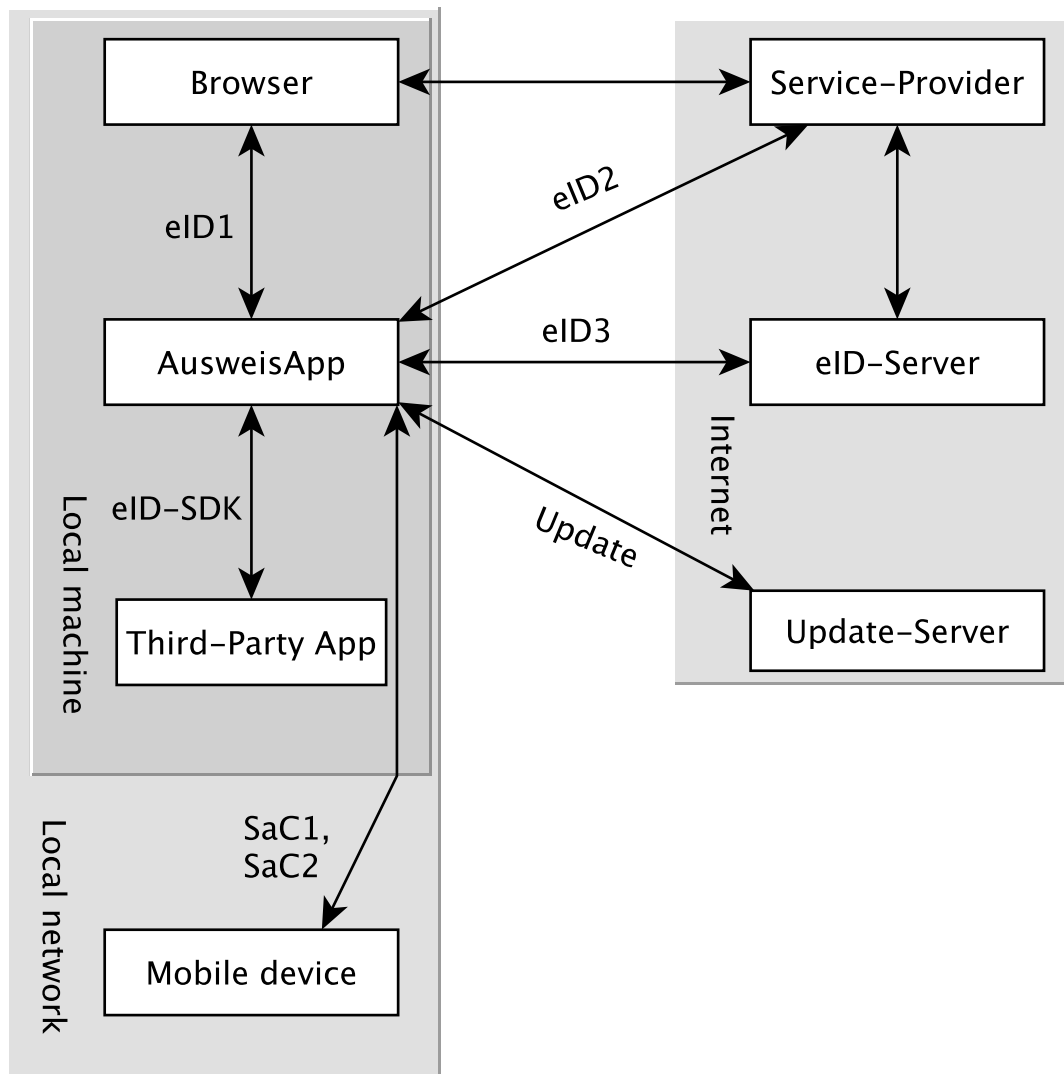 Browser
Service-Provider
eID1
eID2
AusweisApp
eID3
eID-Server
Internet
eID-SDK
Update
Local machine
Third-Party App
Update-Server
SaC1,
SaC2
Local network
Mobile device